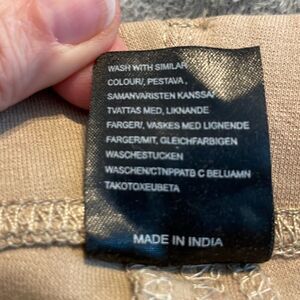 WASH WITH SIMILAR
COLOUR/, PESTAVA ,
SAMANVARISTEN KANSSA/
TVATTAS MED, LIKNANDE
FARGER/, VASKES MED LIGNENDE
FARGER/MIT, GLEICHFARBIGEN
WASCHESTUCKEN
WASCHEN/CTNPPATB C BELUAMN
TAKOTOXEUBETA
MADE IN INDIA